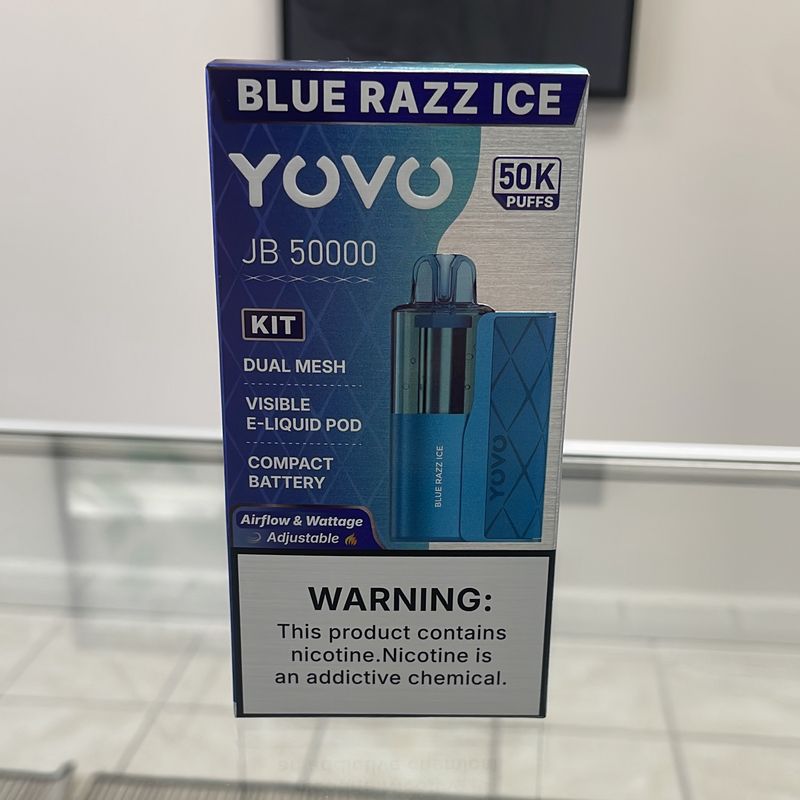 BLUE RAZZ ICE
YOVO
50K
PUFFS
JB 50000
KIT
DUAL MESH
VISIBLE
E-LIQUID POD
COMPACT
BATTERY
Airflow & Wattage
Adjustable
BLUE RAZZ ICE
YOVO
WARNING:
This product contains
nicotine.Nicotine is
an addictive chemical.